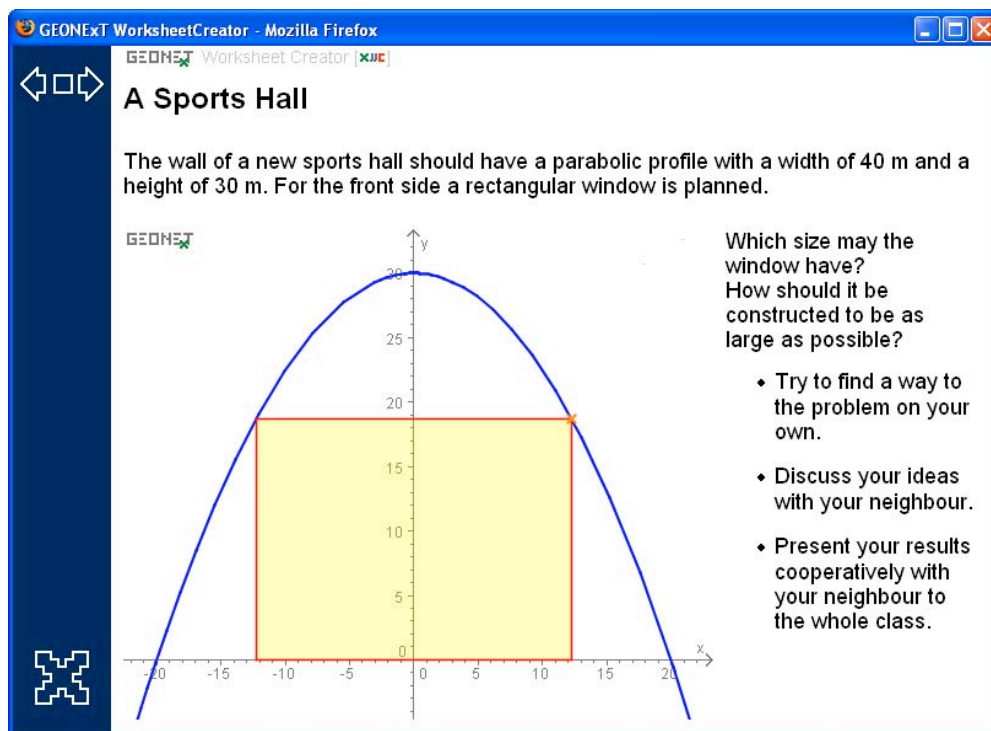 GEONExT WorksheetCreator - Mozilla Firefox
GEONExT Worksheet Creator [XWC]
A Sports Hall
The wall of a new sports hall should have a parabolic profile with a width of 40 m and a
height of 30 m. For the front side a rectangular window is planned.
GEONExT
y
30
25
20
15
10
5
0
x
-20 -15 -10 -5 0 5 10 15 20
Which size may the
window have?
How should it be
constructed to be as
large as possible?
• Try to find a way to
the problem on your
own.
• Discuss your ideas
with your neighbour.
• Present your results
cooperatively with
your neighbour to
the whole class.